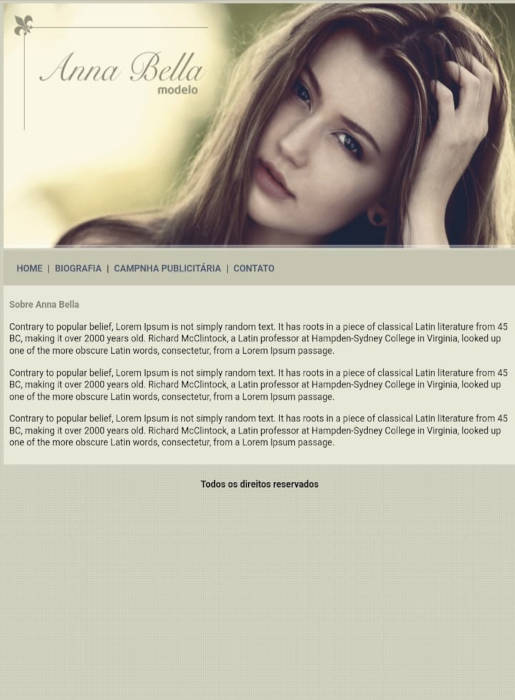 Anna Bella
modelo
HOME | BIOGRAFIA | CAMPNHA PUBLICITÁRIA | CONTATO
Sobre Anna Bella
Contrary to popular belief, Lorem Ipsum is not simply random text. It has roots in a piece of classical Latin literature from 45
BC, making it over 2000 years old. Richard McClintock, a Latin professor at Hampden-Sydney College in Virginia, looked up
one of the more obscure Latin words, consectetur, from a Lorem Ipsum passage.
Contrary to popular belief, Lorem Ipsum is not simply random text. It has roots in a piece of classical Latin literature from 45
BC, making it over 2000 years old. Richard McClintock, a Latin professor at Hampden-Sydney College in Virginia, looked up
one of the more obscure Latin words, consectetur, from a Lorem Ipsum passage.
Contrary to popular belief, Lorem Ipsum is not simply random text. It has roots in a piece of classical Latin literature from 45
BC, making it over 2000 years old. Richard McClintock, a Latin professor at Hampden-Sydney College in Virginia, looked up
one of the more obscure Latin words, consectetur, from a Lorem Ipsum passage.
Todos os direitos reservados